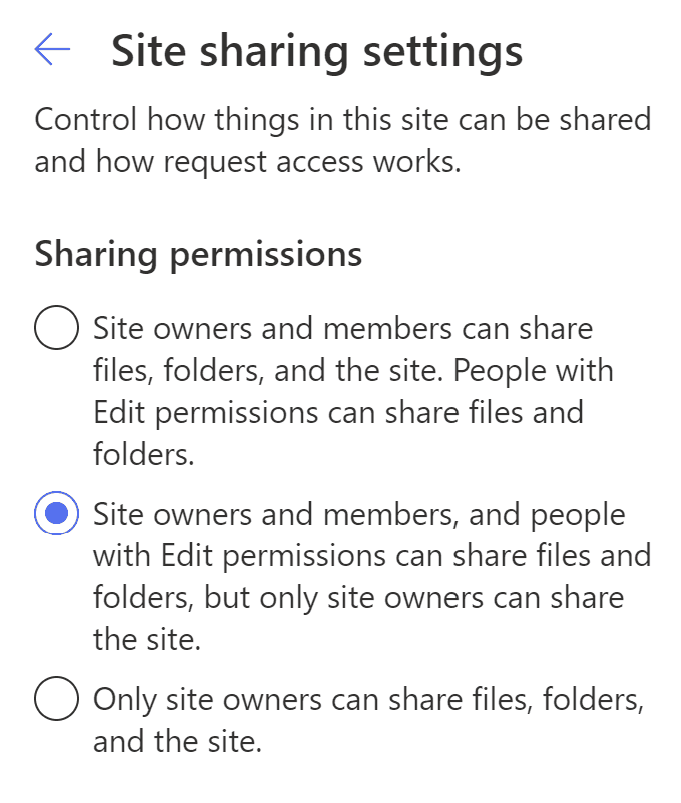 Site sharing settings
Control how things in this site can be shared
and how request access works.
Sharing permissions
Site owners and members can share
files, folders, and the site. People with
Edit permissions can share files and
folders.
Site owners and members, and people
with Edit permissions can share files and
folders, but only site owners can share
the site.
Only site owners can share files, folders,
and the site.